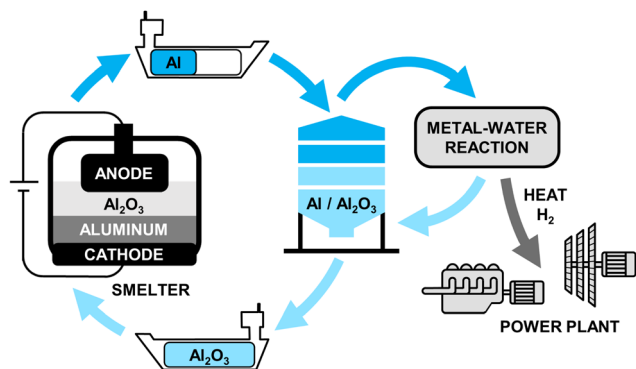 Al
METAL-WATER
REACTION
ANODE
Al₂O₃
ALUMINUM
CATHODE
SMELTER
Al / Al₂O₃
HEAT
H₂
POWER PLANT
Al₂O₃